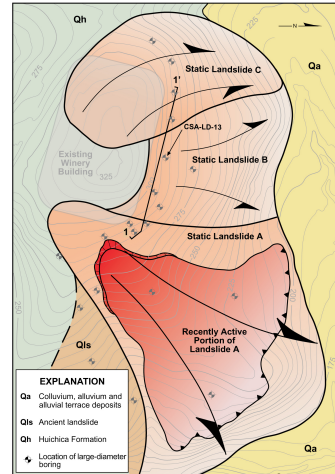 Qh
225
N
275
Qa
Static Landslide C
1'
CSA-LD-13
Existing
Winery
Building
325
Static Landslide B
275
1
Static Landslide A
250
Recently Active
Portion of
Landslide A
Qls
175
EXPLANATION
Qa Colluvium, alluvium and
alluvial terrace deposits
Qls Ancient landslide
Qh Huichica Formation
Location of large-diameter
boring
Qa